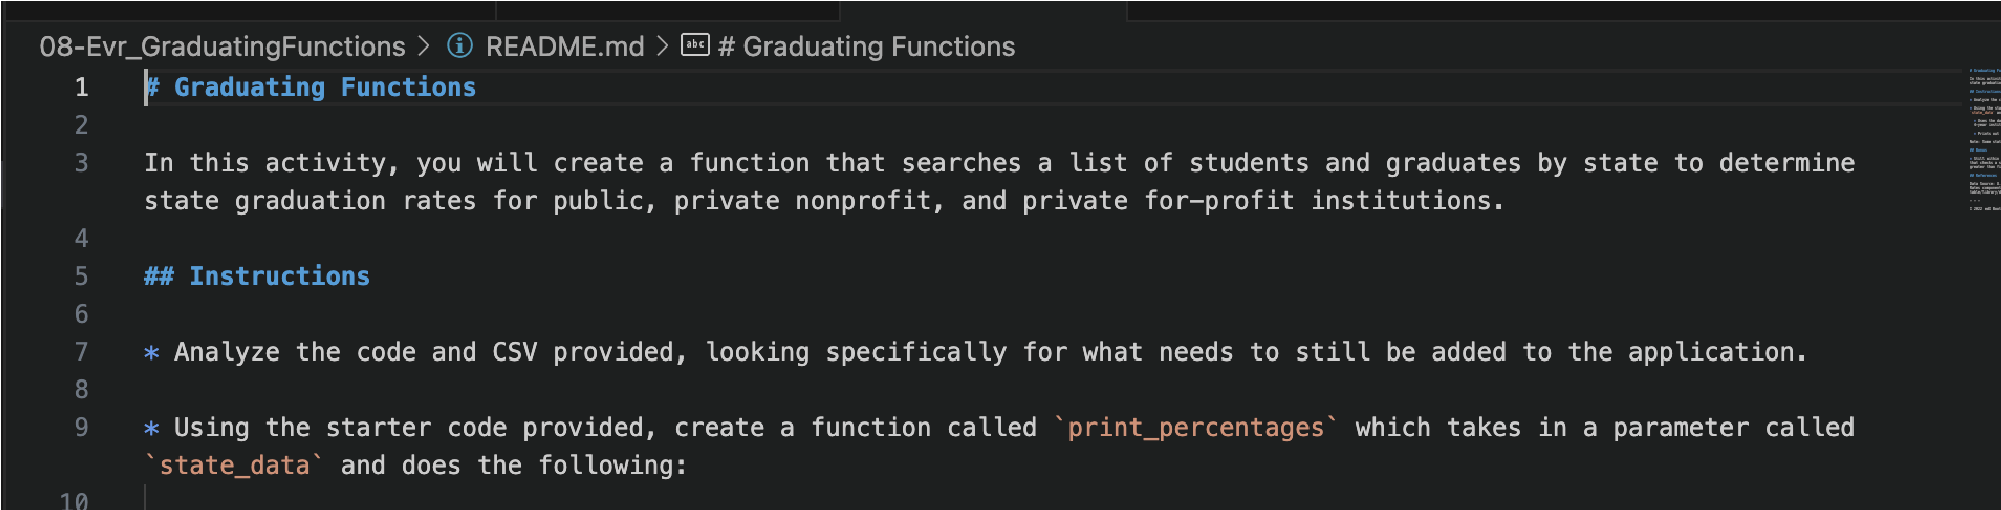 08-Evr_GraduatingFunctions > README.md > # Graduating Functions
1 # Graduating Functions
2
3 In this activity, you will create a function that searches a list of students and graduates by state to determine
state graduation rates for public, private nonprofit, and private for-profit institutions.
4
5 ## Instructions
6
7 * Analyze the code and CSV provided, looking specifically for what needs to still be added to the application.
8
9 * Using the starter code provided, create a function called `print_percentages` which takes in a parameter called
`state_data` and does the following:
10